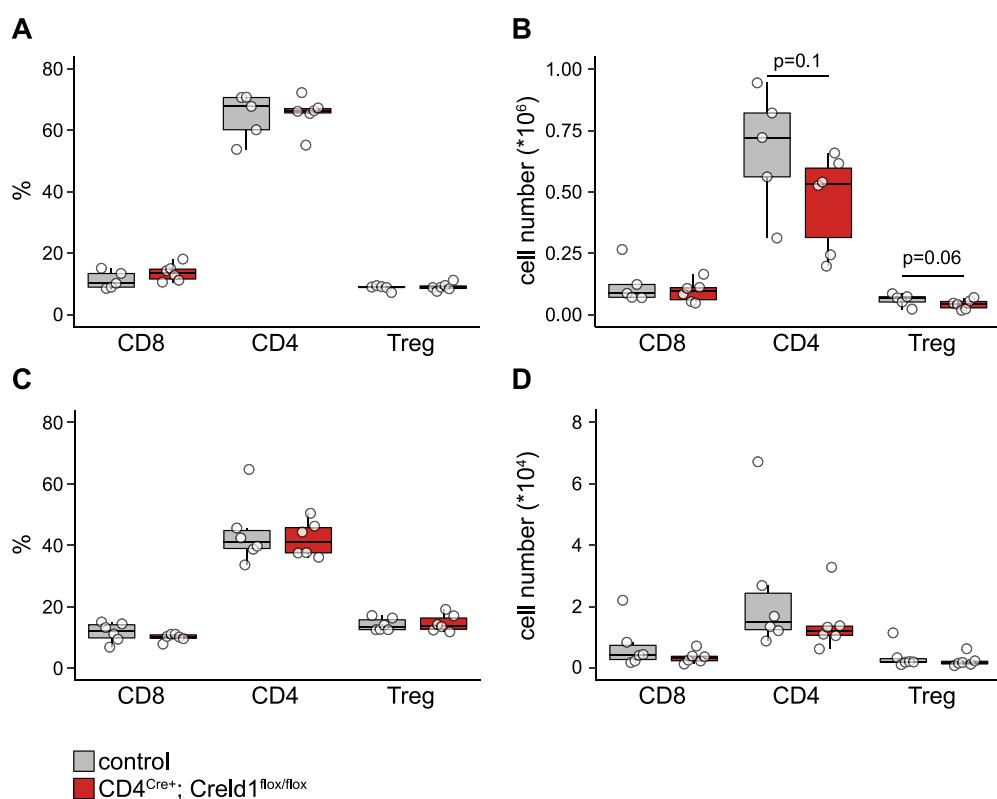 A
80
60
40
20
0
%
CD8 CD4 Treg
B
1.00
0.75
0.50
0.25
0.00
cell number (*10⁶)
p=0.1
p=0.06
CD8 CD4 Treg
C
80
60
40
20
0
%
CD8 CD4 Treg
D
8
6
4
2
0
cell number (*10⁴)
CD8 CD4 Treg
control
CD4ᶜʳᵉ⁺; Creld1ᶠˡᵒˣ/ᶠˡᵒˣ